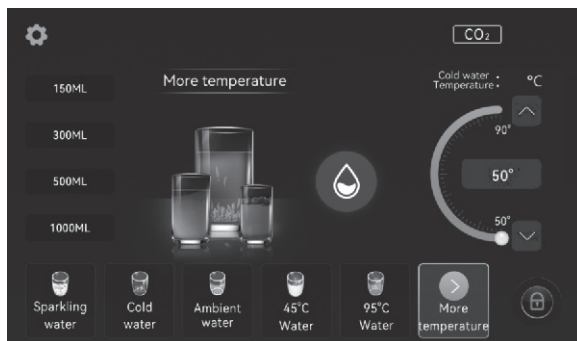 CO₂
More temperature
Cold water :
Temperature :
°C
150ML
300ML
500ML
1000ML
90°
50°
50°
Sparkling
water
Cold
water
Ambient
water
45°C
Water
95°C
Water
More
temperature